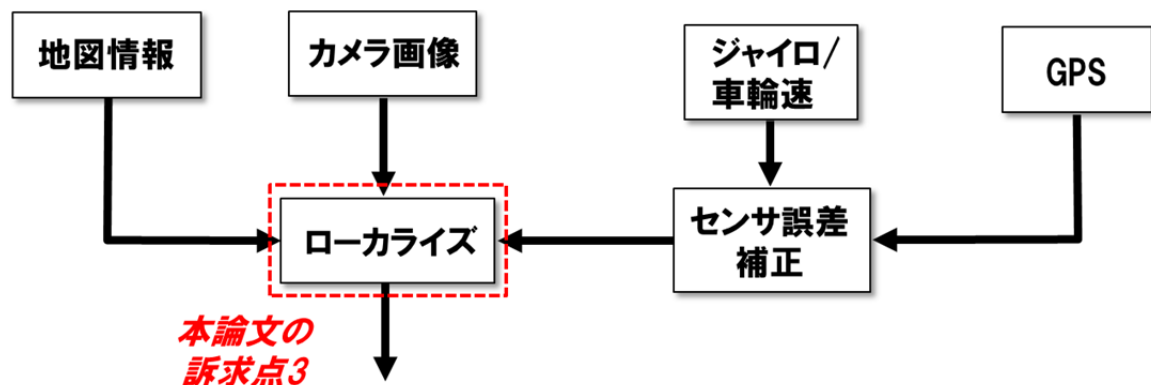 地図情報
カメラ画像
ジャイロ/
車輪速
GPS
ローカライズ
センサ誤差
補正
本論文の
訴求点3